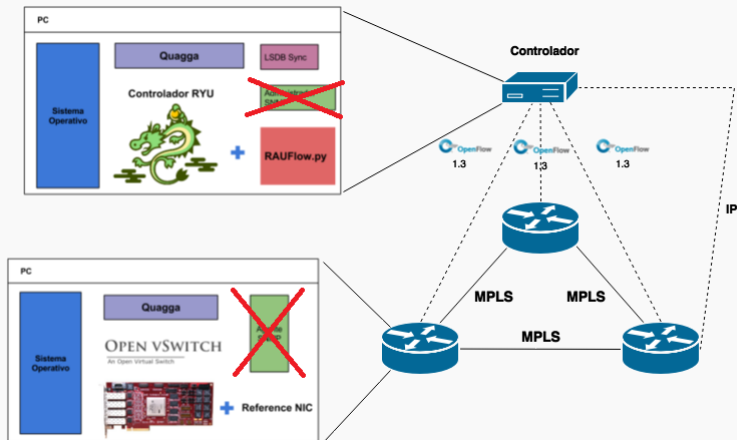 PC
Sistema
Operativo
Quagga
LSDB Sync
Controlador RYU
RAUFlow.py
Controlador
OpenFlow
1.3
OpenFlow
1.3
OpenFlow
1.3
IP
MPLS
MPLS
MPLS
PC
Sistema
Operativo
Quagga
OPEN VSWITCH
An Open Virtual Switch
Reference NIC